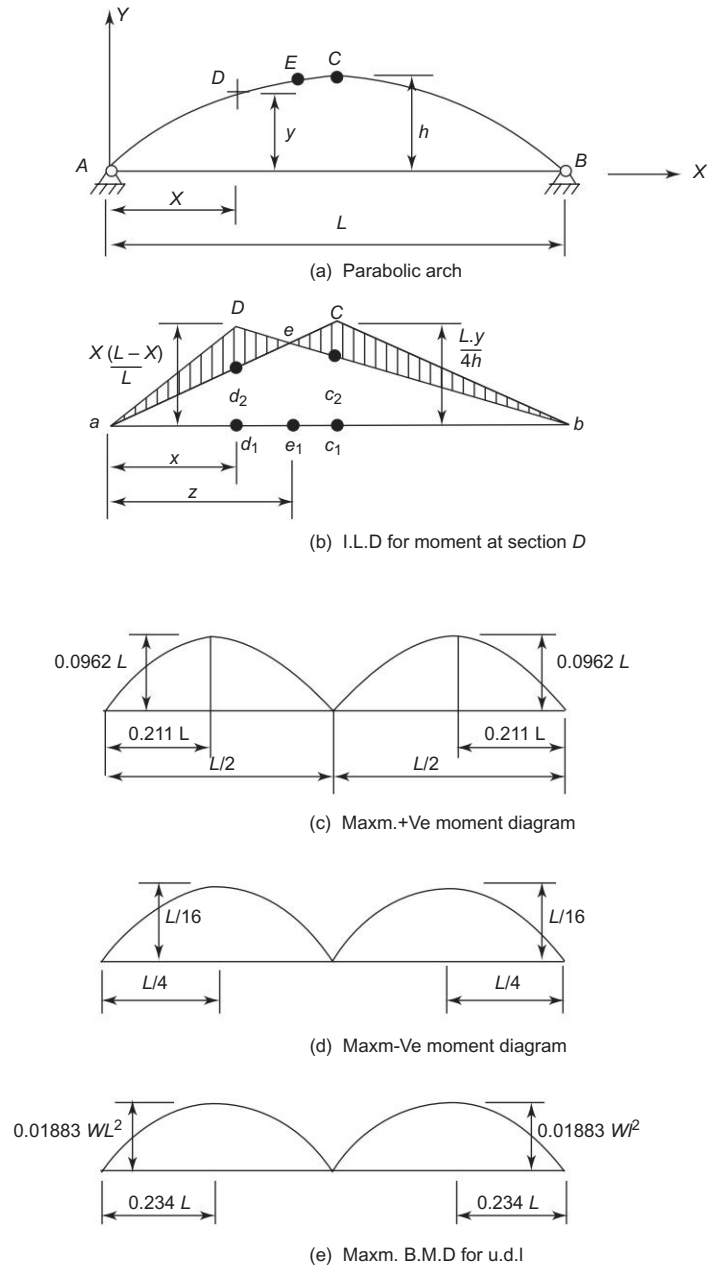 Y
D
E
C
y
h
A
B
X
X
L
(a) Parabolic arch
D
e
C
X (L – X)
L
L.y
4h
d2
c2
a
b
d1
e1
c1
x
z
(b) I.L.D for moment at section D
0.0962 L
0.0962 L
0.211 L
0.211 L
L/2
L/2
(c) Maxm.+Ve moment diagram
L/16
L/16
L/4
L/4
(d) Maxm-Ve moment diagram
0.01883 WL²
0.01883 Wl²
0.234 L
0.234 L
(e) Maxm. B.M.D for u.d.l